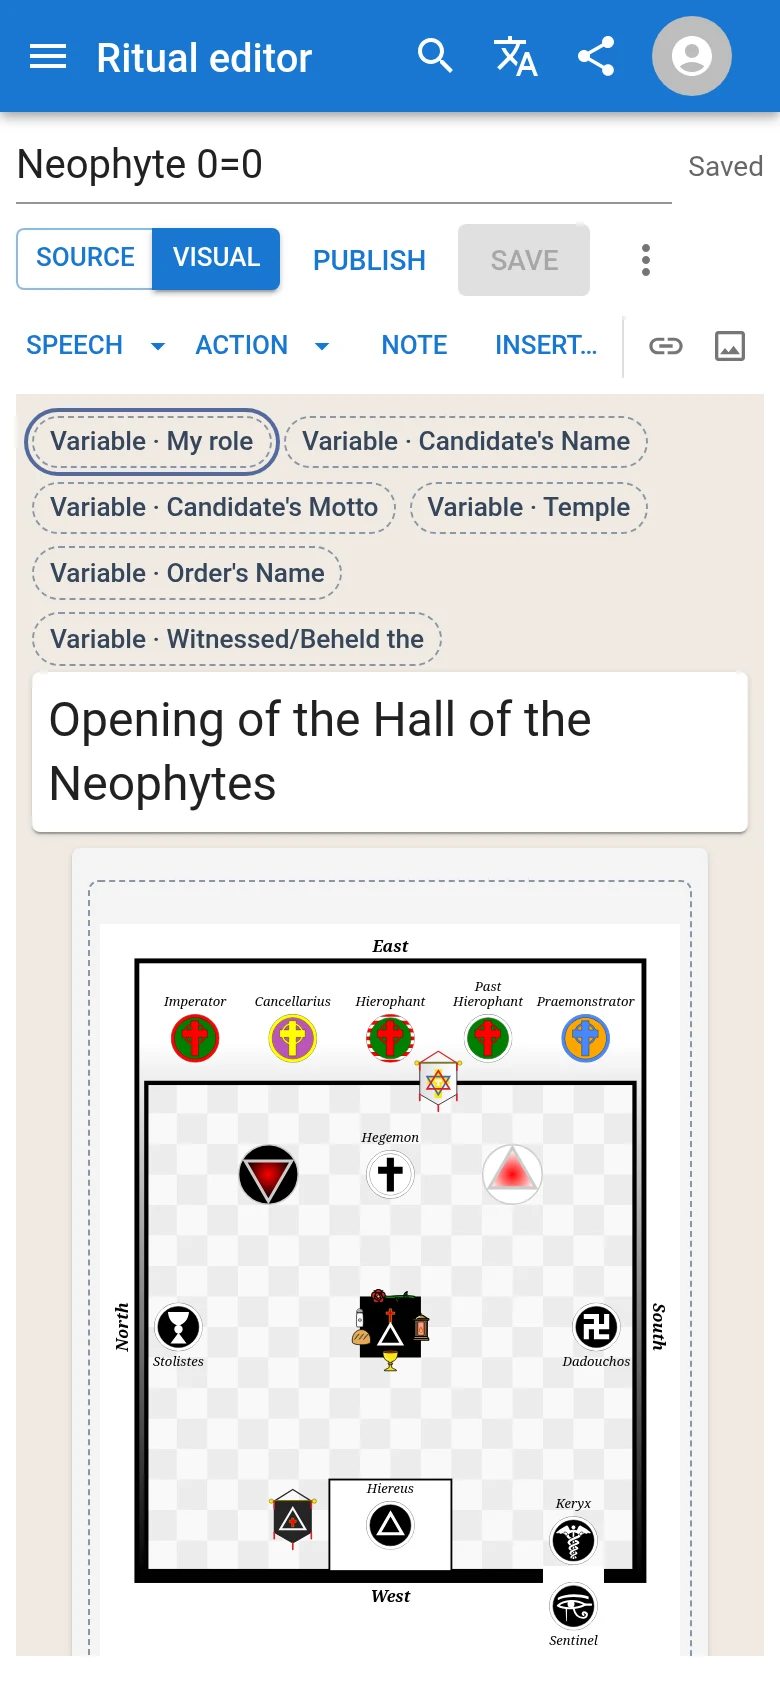 Ritual editor
Neophyte 0=0
Saved
SOURCE VISUAL PUBLISH SAVE
SPEECH ACTION NOTE INSERT...
Variable · My role Variable · Candidate's Name
Variable · Candidate's Motto Variable · Temple
Variable · Order's Name
Variable · Witnessed/Beheld the
Opening of the Hall of the
Neophytes
East
Imperator Cancellarius Hierophant Past
Hierophant Praemonstrator
Hegemon
North
South
Stolistes
Dadouchos
Hiereus
Keryx
West
Sentinel